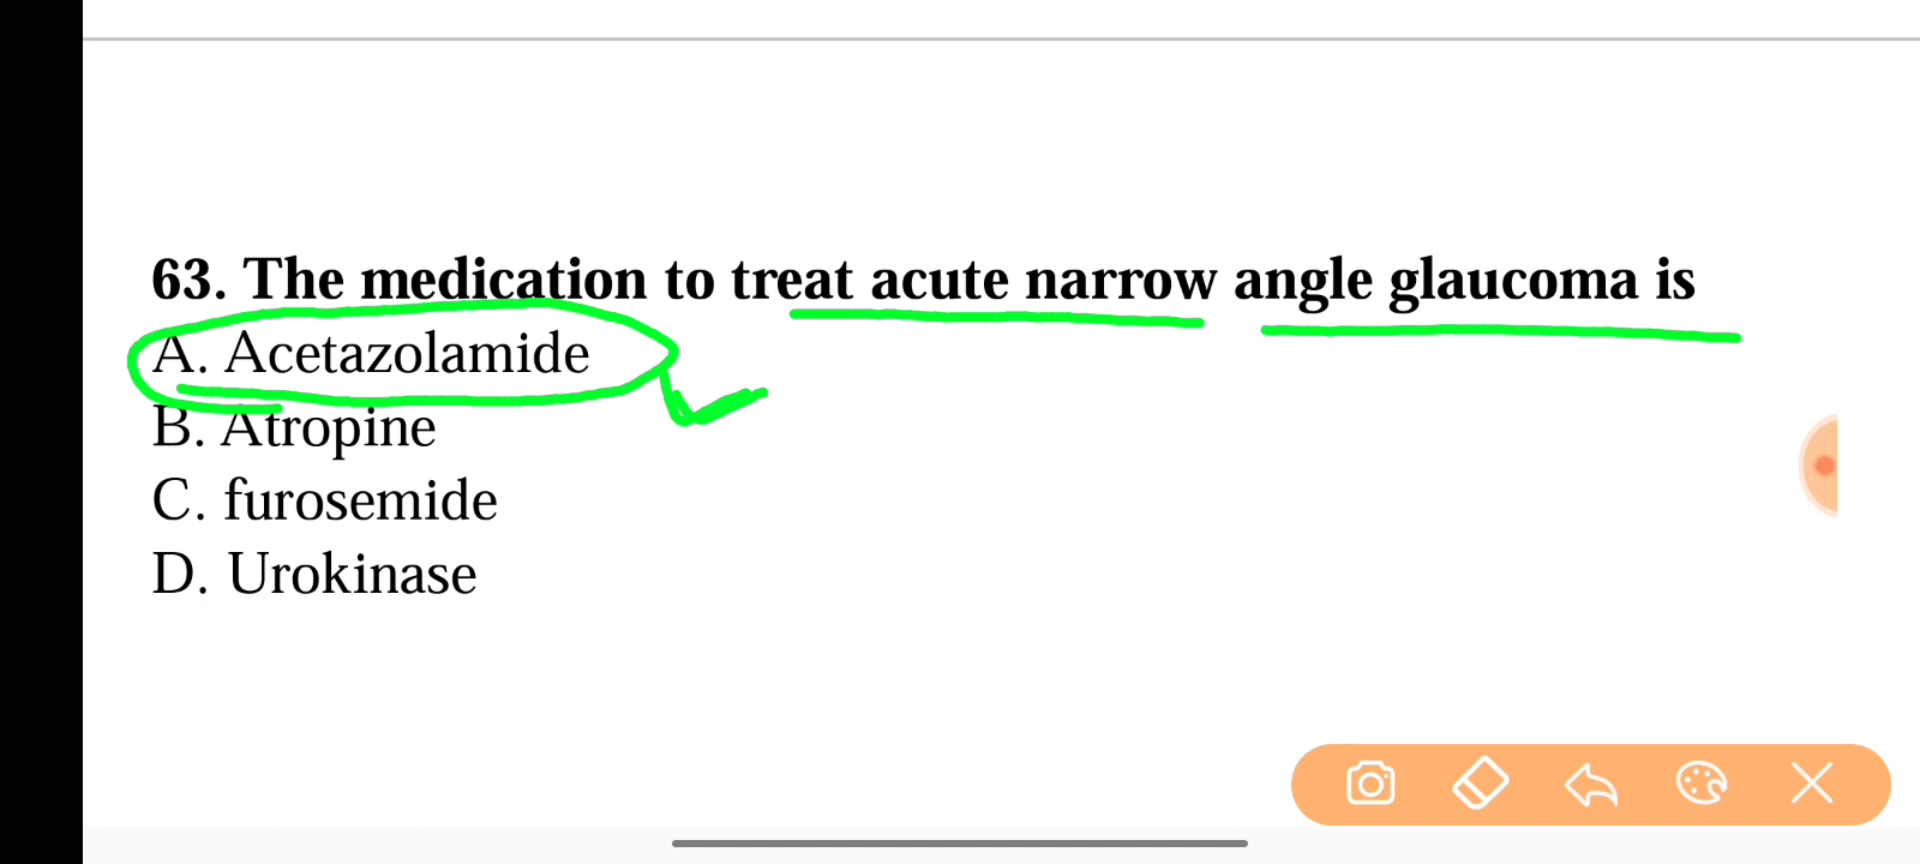 63. The medication to treat acute narrow angle glaucoma is
A. Acetazolamide
B. Atropine
C. furosemide
D. Urokinase